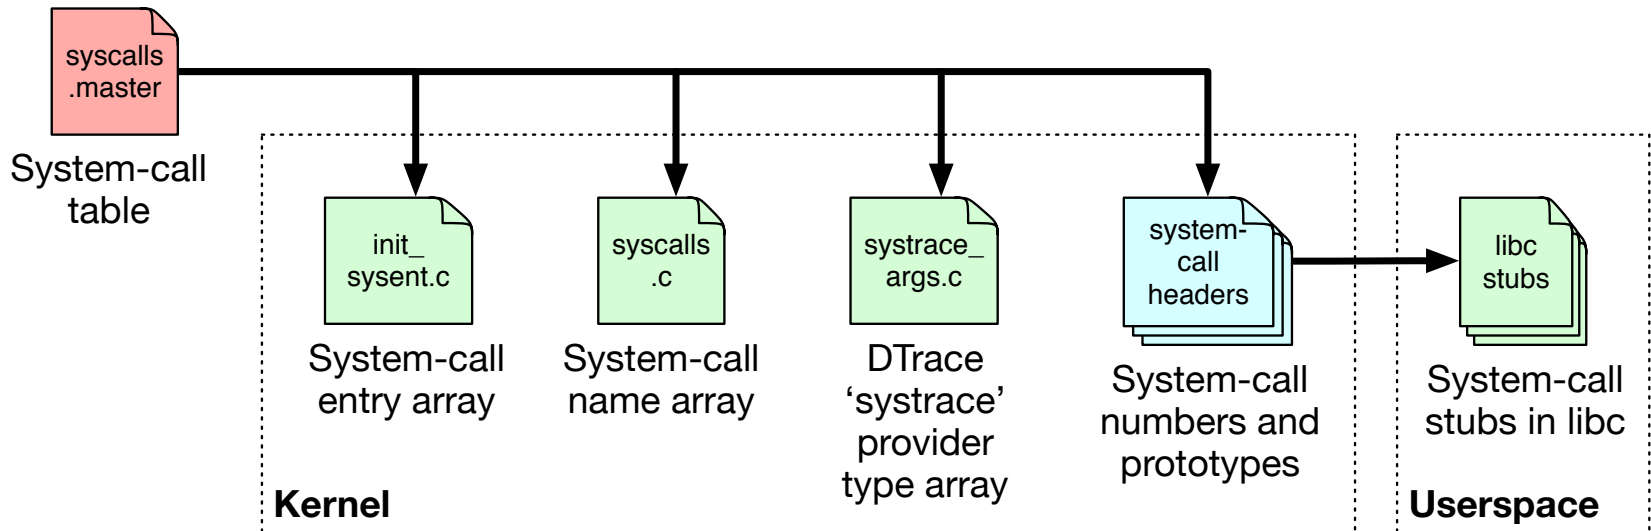 syscalls
.master
System-call
table
init_
sysent.c
System-call
entry array
syscalls
.c
System-call
name array
systrace_
args.c
DTrace
‘systrace’
provider
type array
system-
call
headers
System-call
numbers and
prototypes
Kernel
libc
stubs
System-call
stubs in libc
Userspace